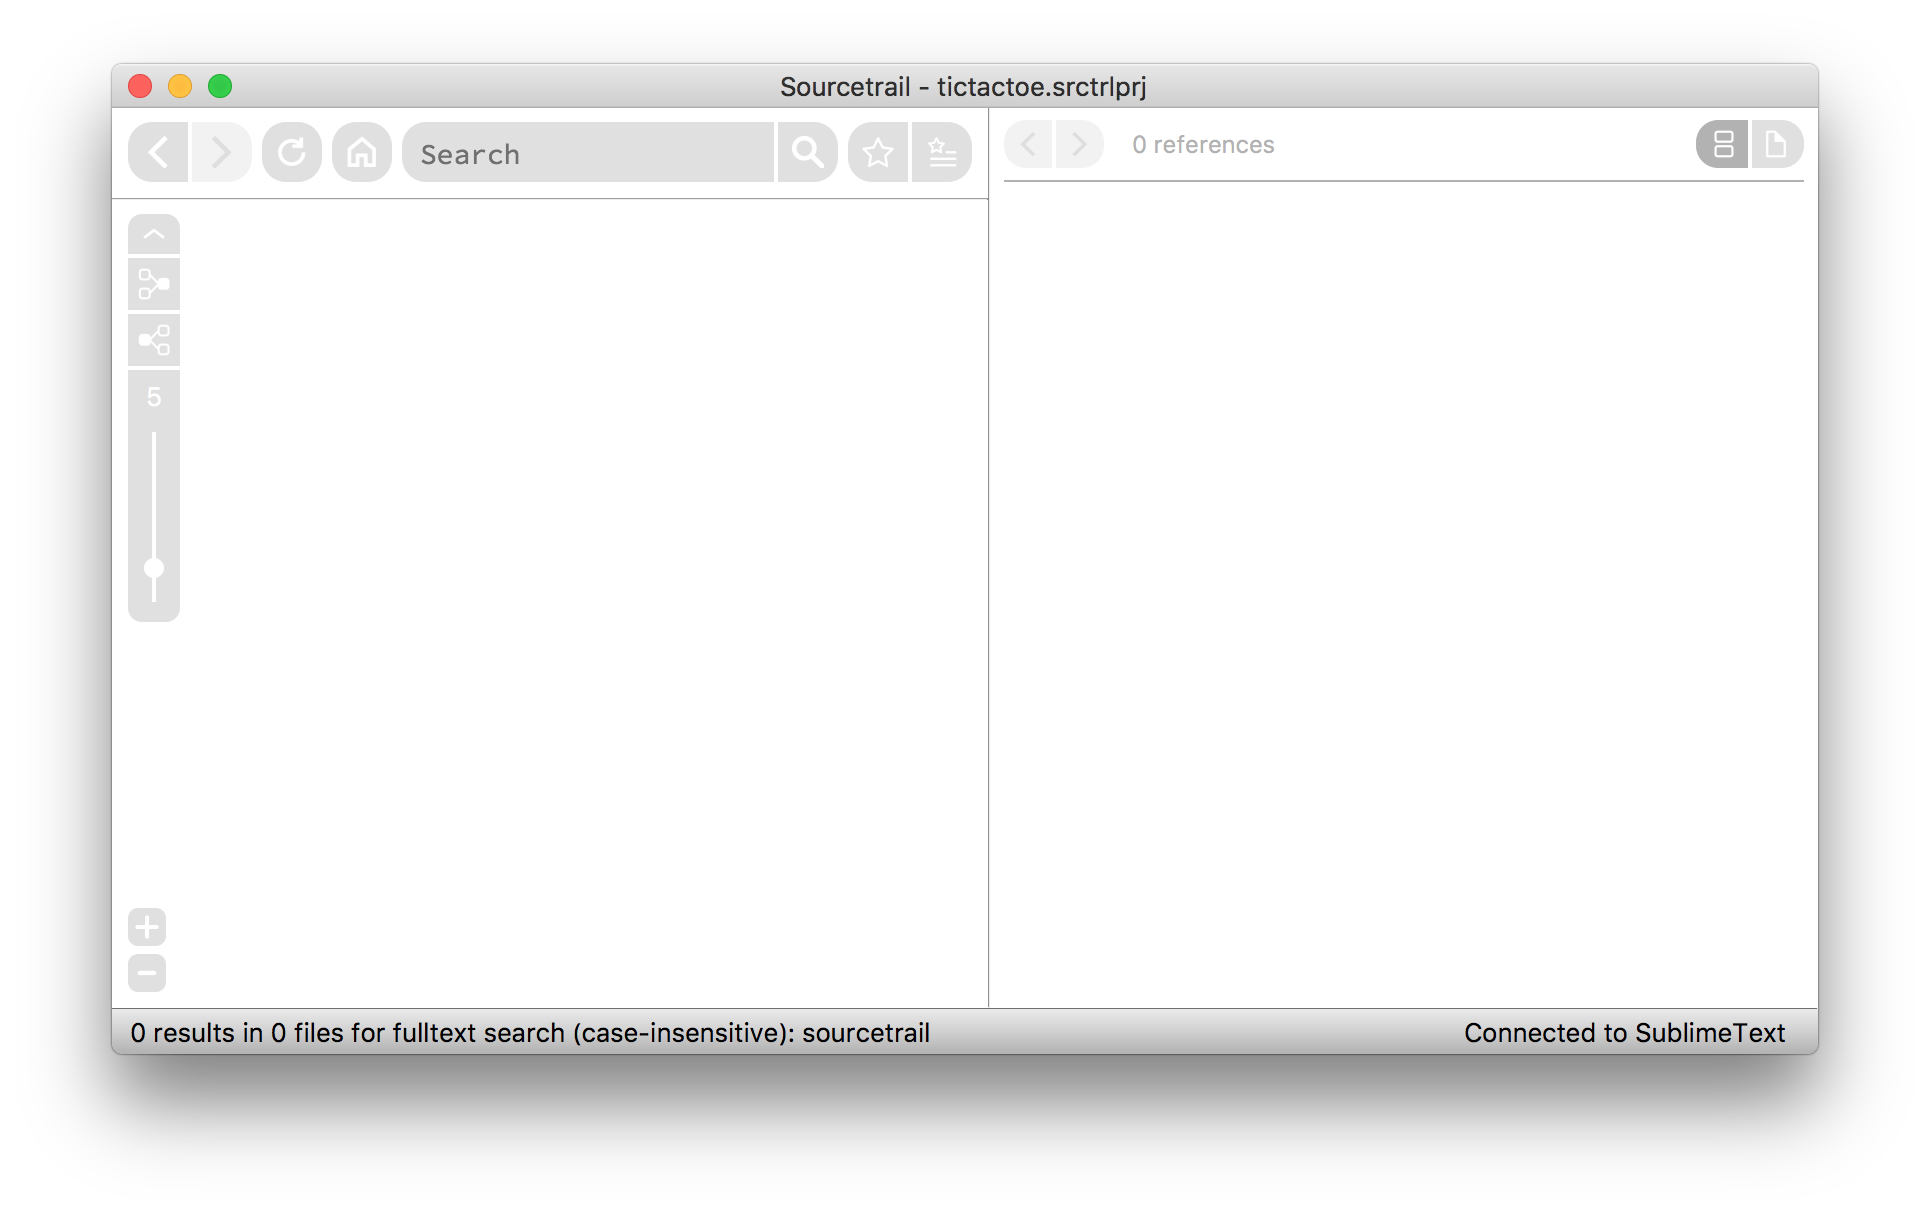 Sourcetrail - tictactoe.srctrlprj
Search
0 references
5
0 results in 0 files for fulltext search (case-insensitive): sourcetrail
Connected to SublimeText